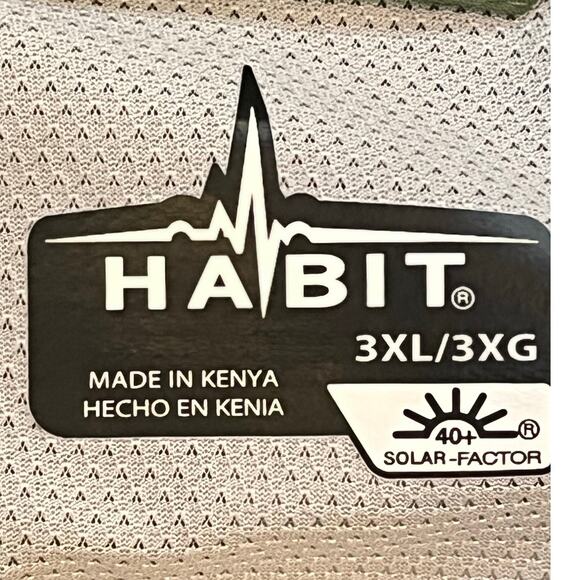 HABIT®
3XL/3XG
MADE IN KENYA
HECHO EN KENIA
40+ ®
SOLAR-FACTOR